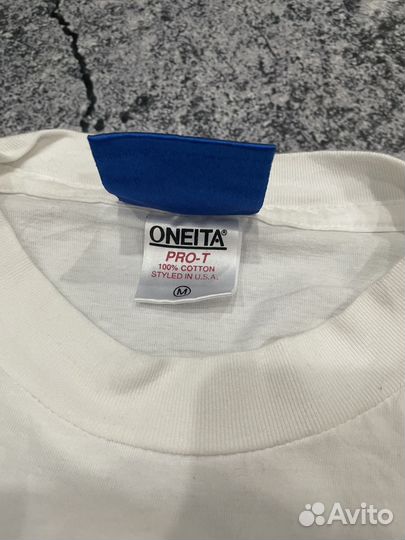 ONEITA®
PRO-T
100% COTTON
STYLED IN U.S.A.
M
Avito